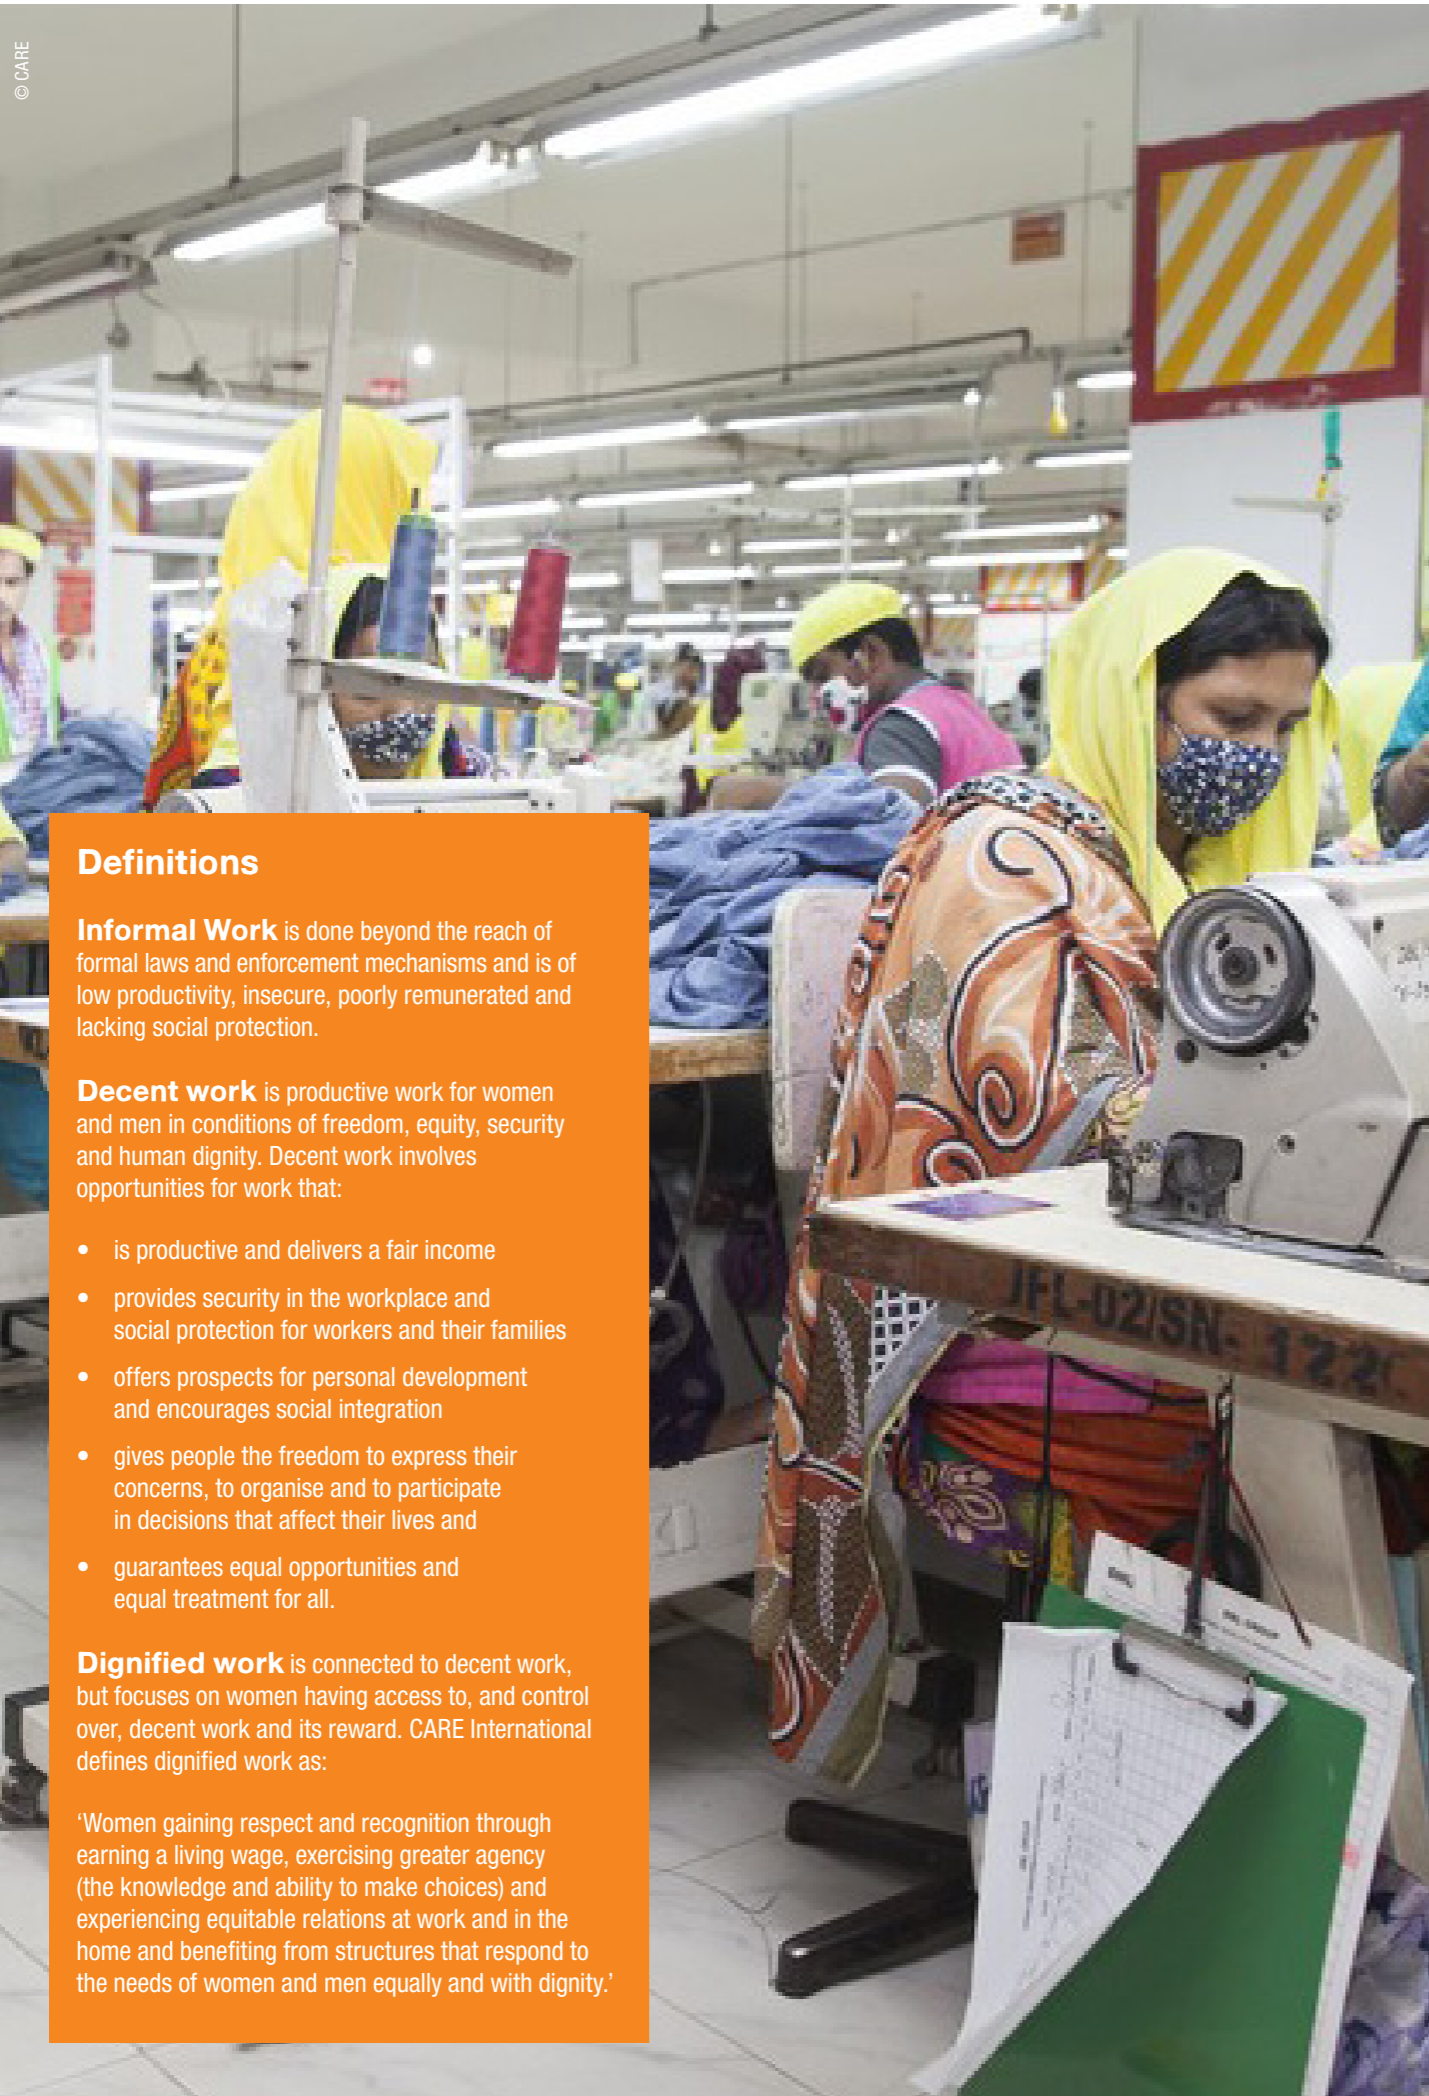 © CARE
Definitions
Informal Work is done beyond the reach of
formal laws and enforcement mechanisms and is of
low productivity, insecure, poorly remunerated and
lacking social protection.
Decent work is productive work for women
and men in conditions of freedom, equity, security
and human dignity. Decent work involves
opportunities for work that:
• is productive and delivers a fair income
• provides security in the workplace and
social protection for workers and their families
• offers prospects for personal development
and encourages social integration
• gives people the freedom to express their
concerns, to organise and to participate
in decisions that affect their lives and
• guarantees equal opportunities and
equal treatment for all.
Dignified work is connected to decent work,
but focuses on women having access to, and control
over, decent work and its reward. CARE International
defines dignified work as:
‘Women gaining respect and recognition through
earning a living wage, exercising greater agency
(the knowledge and ability to make choices) and
experiencing equitable relations at work and in the
home and benefiting from structures that respond to
the needs of women and men equally and with dignity.’
JFL-02/SN-